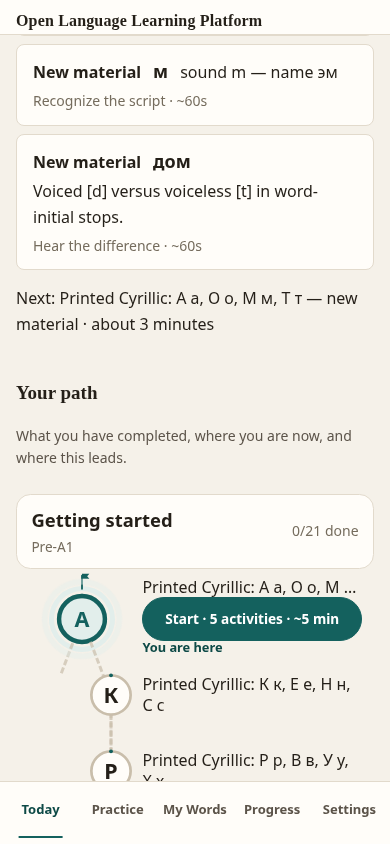 Open Language Learning Platform
New material м sound m — name эм
Recognize the script · ~60s
New material дом
Voiced [d] versus voiceless [t] in word-
initial stops.
Hear the difference · ~60s
Next: Printed Cyrillic: А а, О о, М м, Т т — new
material · about 3 minutes
Your path
What you have completed, where you are now, and
where this leads.
Getting started
0/21 done
Pre-A1
А
Printed Cyrillic: А а, О о, М ...
Start · 5 activities · ~5 min
You are here
К
Printed Cyrillic: К к, Е е, Н н,
С с
Р
Printed Cyrillic: Р р, В в, У у,
Х х
Today Practice My Words Progress Settings